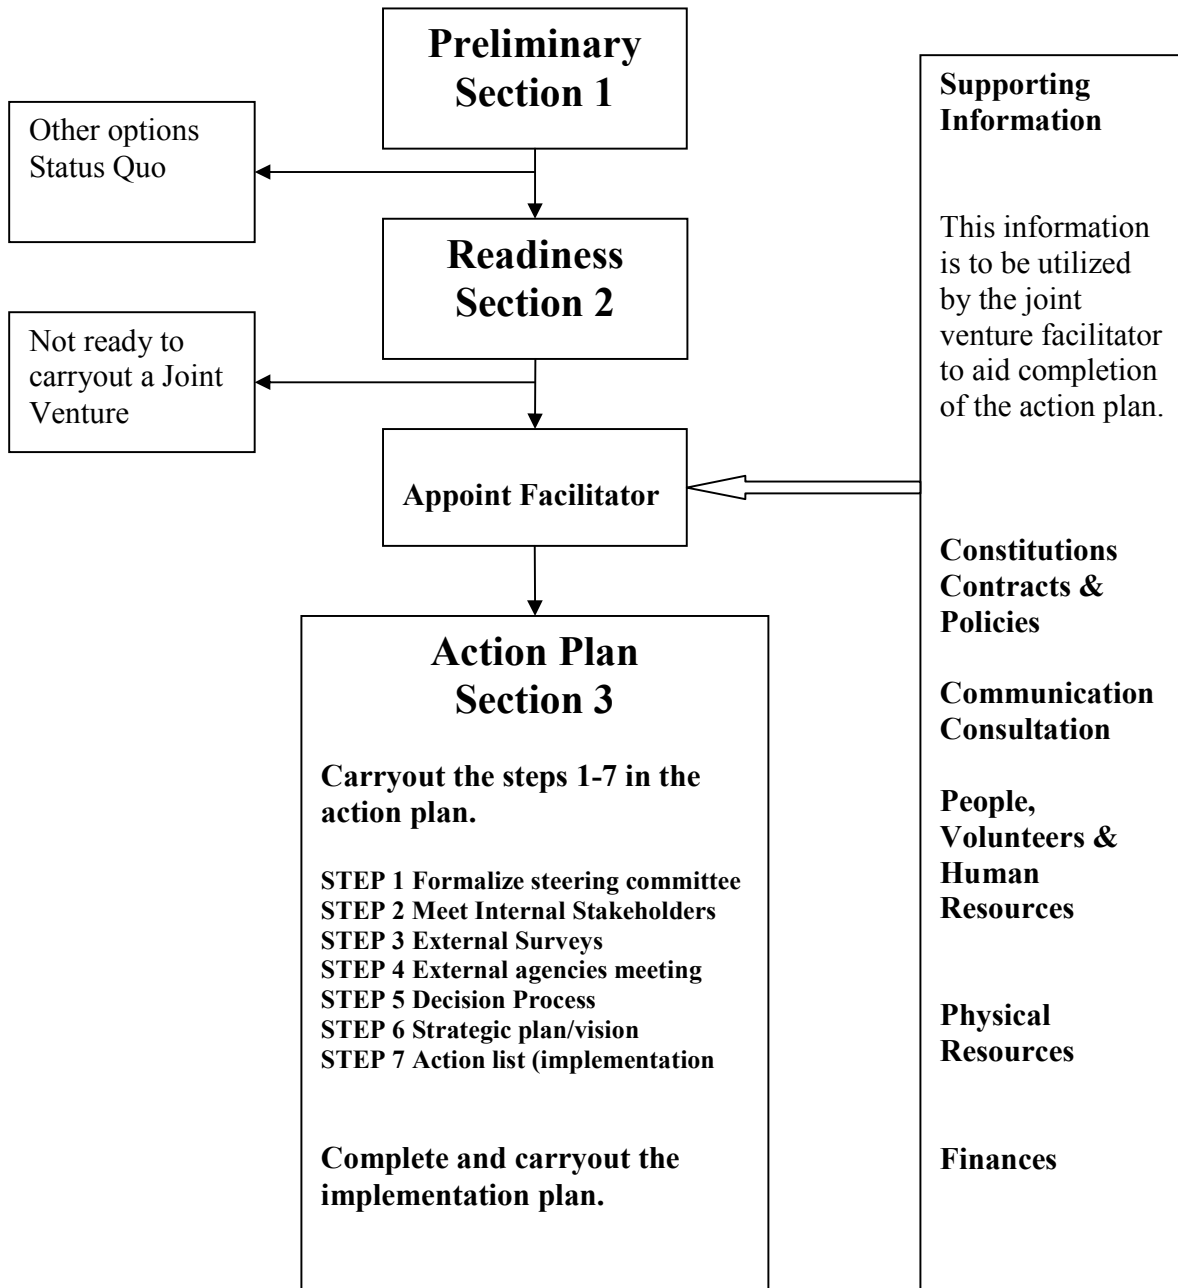 Preliminary
Section 1
Other options
Status Quo
Readiness
Section 2
Not ready to
carryout a Joint
Venture
Appoint Facilitator
Action Plan
Section 3
Carryout the steps 1-7 in the
action plan.
STEP 1 Formalize steering committee
STEP 2 Meet Internal Stakeholders
STEP 3 External Surveys
STEP 4 External agencies meeting
STEP 5 Decision Process
STEP 6 Strategic plan/vision
STEP 7 Action list (implementation
Complete and carryout the
implementation plan.
Supporting
Information
This information
is to be utilized
by the joint
venture facilitator
to aid completion
of the action plan.
Constitutions
Contracts &
Policies
Communication
Consultation
People,
Volunteers &
Human
Resources
Physical
Resources
Finances